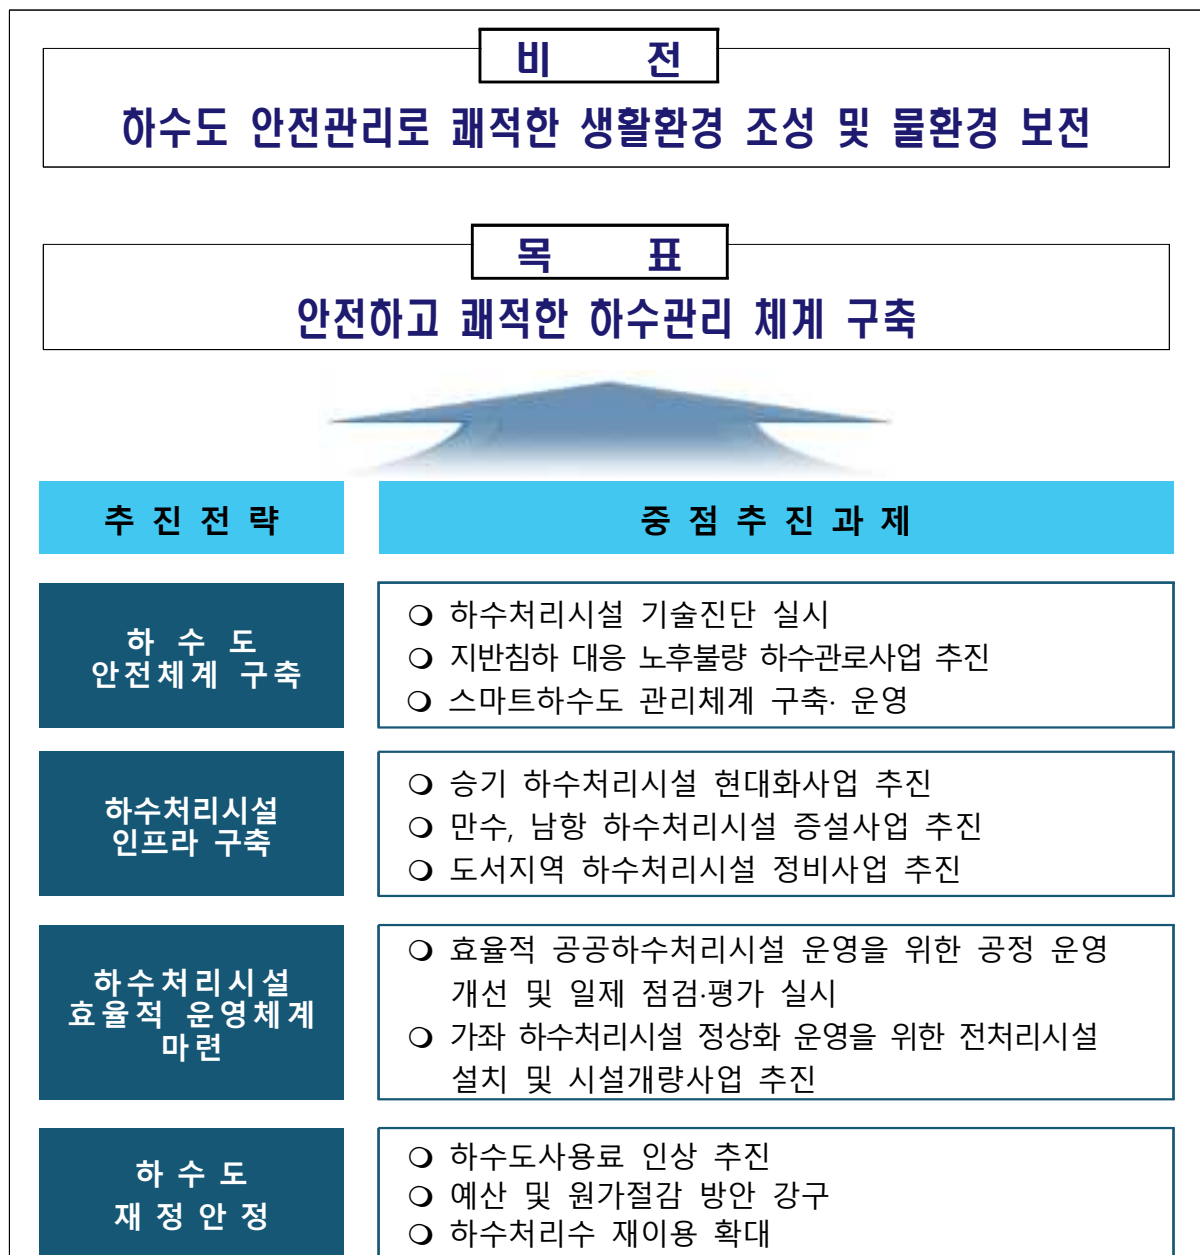 비 전
하수도 안전관리로 쾌적한 생활환경 조성 및 물환경 보전
목 표
안전하고 쾌적한 하수관리 체계 구축
추 진 전 략
중 점 추 진 과 제
하 수 도
안전체계 구축
❍ 하수처리시설 기술진단 실시
❍ 지반침하 대응 노후불량 하수관로사업 추진
❍ 스마트하수도 관리체계 구축· 운영
하수처리시설
인프라 구축
❍ 승기 하수처리시설 현대화사업 추진
❍ 만수, 남항 하수처리시설 증설사업 추진
❍ 도서지역 하수처리시설 정비사업 추진
하수처리시설
효율적 운영체계
마련
❍ 효율적 공공하수처리시설 운영을 위한 공정 운영
개선 및 일제 점검·평가 실시
❍ 가좌 하수처리시설 정상화 운영을 위한 전처리시설
설치 및 시설개량사업 추진
하 수 도
재 정 안 정
❍ 하수도사용료 인상 추진
❍ 예산 및 원가절감 방안 강구
❍ 하수처리수 재이용 확대